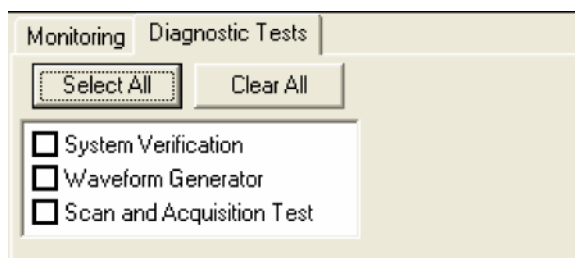 Monitoring Diagnostic Tests
Select All Clear All
System Verification
Waveform Generator
Scan and Acquisition Test